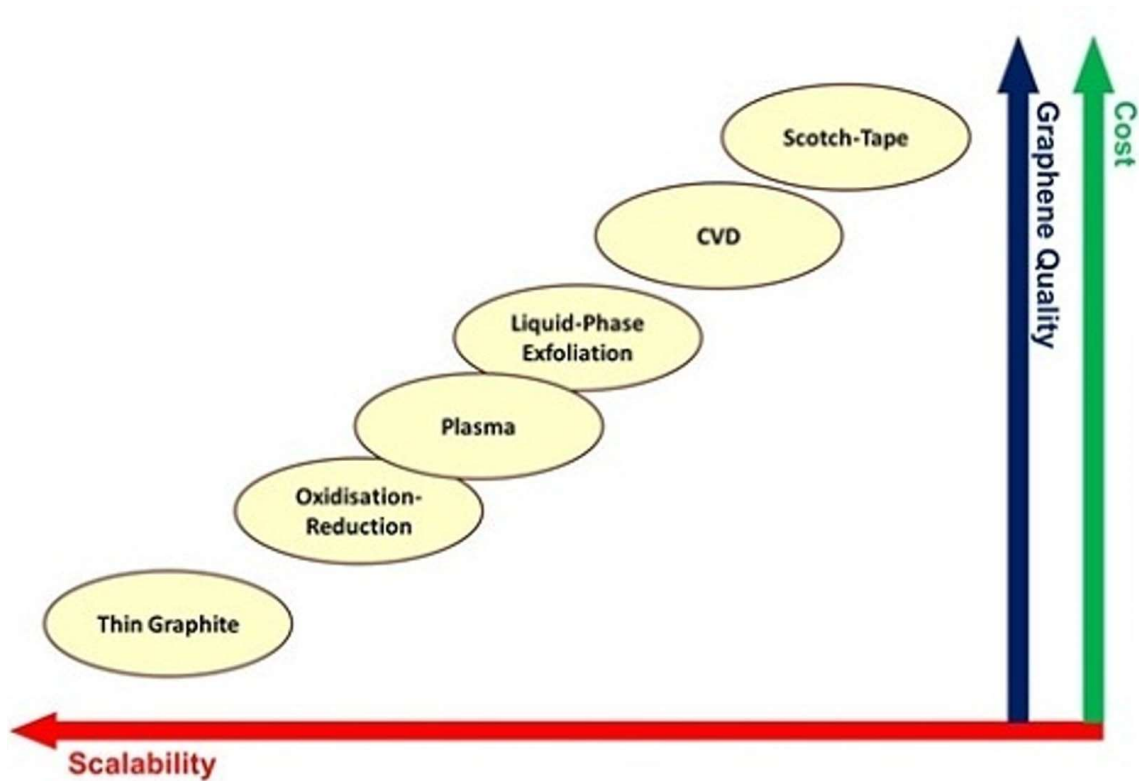 Scotch-Tape
CVD
Liquid-Phase
Exfoliation
Plasma
Oxidisation-
Reduction
Thin Graphite
Graphene Quality
Cost
Scalability